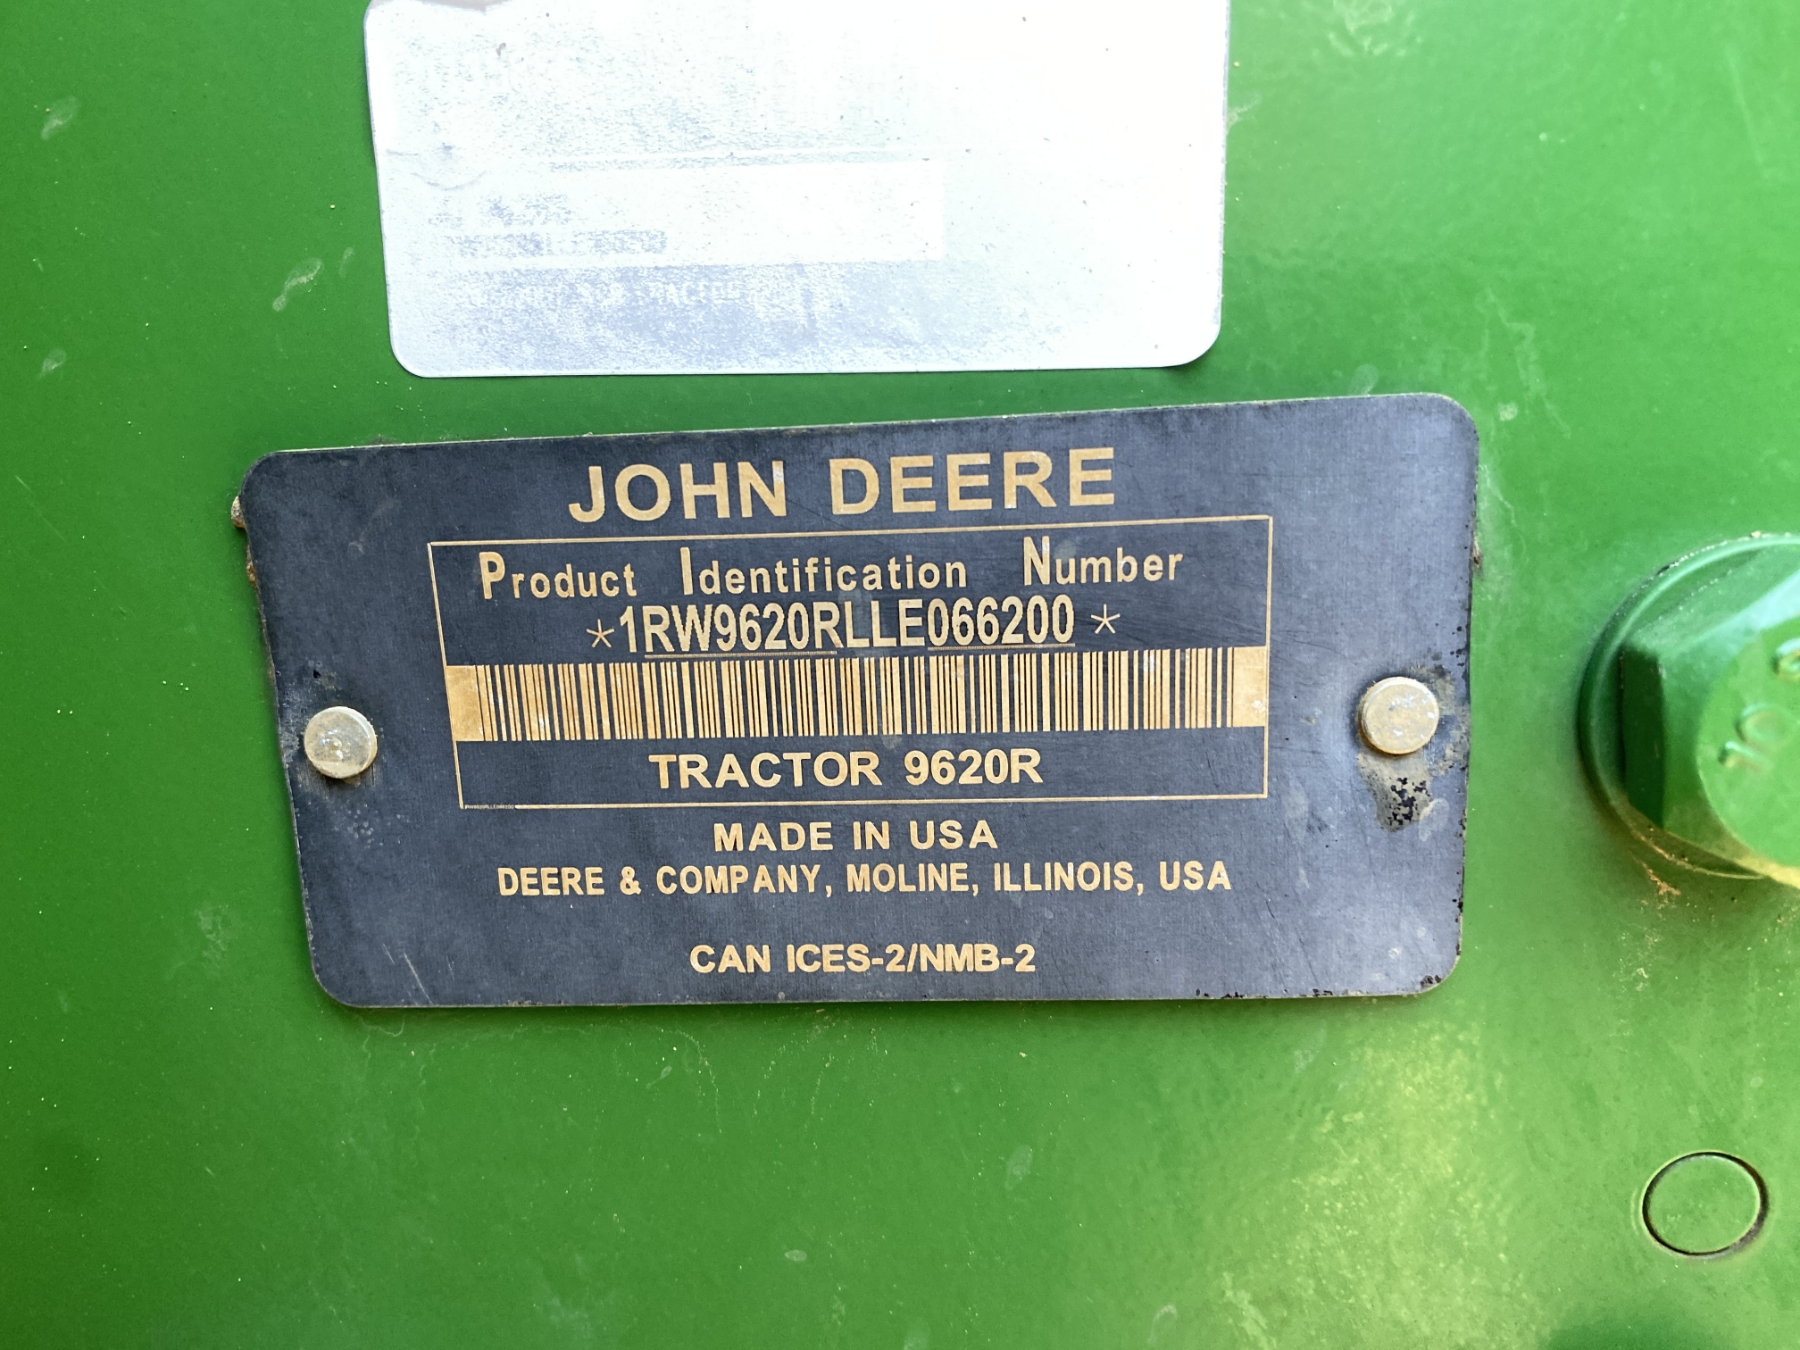 JOHN DEERE
Product Identification Number
*1RW9620RLLE066200*
TRACTOR 9620R
MADE IN USA
DEERE & COMPANY, MOLINE, ILLINOIS, USA
CAN ICES-2/NMB-2
10